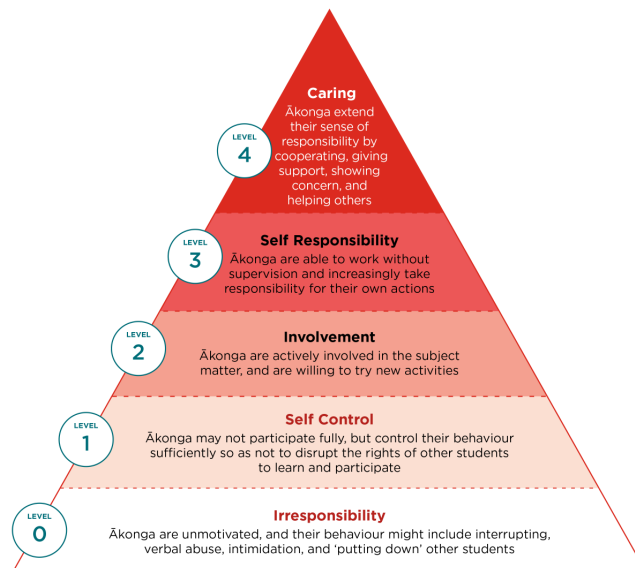 Caring
Ākonga extend
their sense of
responsibility by
cooperating, giving
support, showing
concern, and
helping others
LEVEL
4
Self Responsibility
Ākonga are able to work without
supervision and increasingly take
responsibility for their own actions
LEVEL
3
Involvement
Ākonga are actively involved in the subject
matter, and are willing to try new activities
LEVEL
2
Self Control
Ākonga may not participate fully, but control their behaviour
sufficiently so as not to disrupt the rights of other students
to learn and participate
LEVEL
1
Irresponsibility
Ākonga are unmotivated, and their behaviour might include interrupting,
verbal abuse, intimidation, and ‘putting down’ other students
LEVEL
0